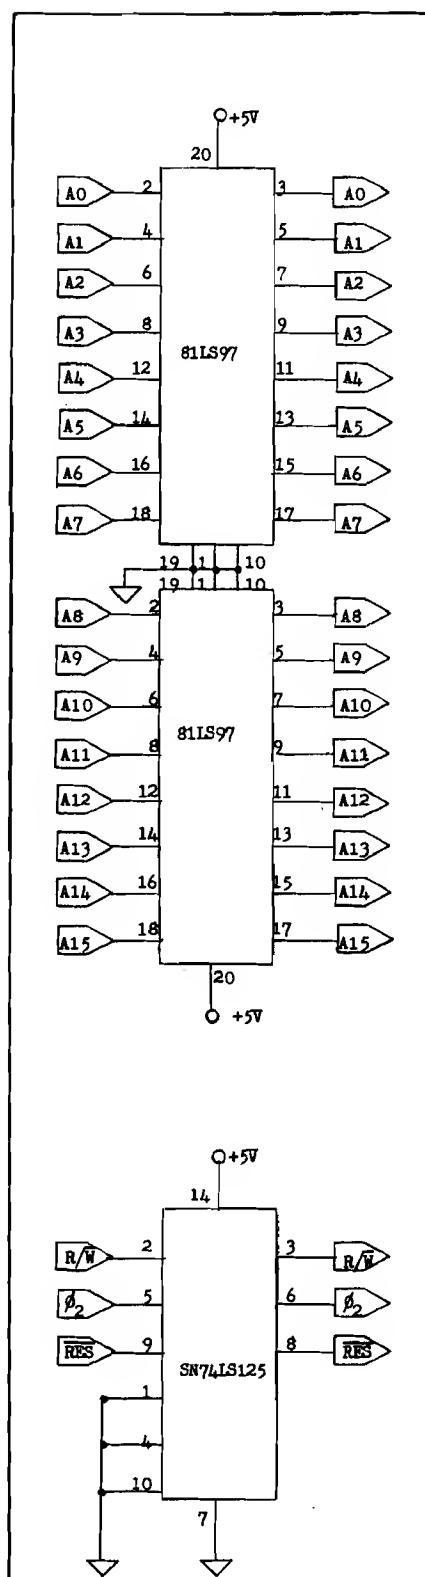 +5V
20
A0 2 3 A0
A1 4 5 A1
A2 6 7 A2
A3 8 9 A3
81LS97
A4 12 11 A4
A5 14 13 A5
A6 16 15 A6
A7 18 17 A7
19 1 10
19 1 10
A8 2 3 A8
A9 4 5 A9
A10 6 7 A10
81LS97
A11 8 9 A11
A12 12 11 A12
A13 14 13 A13
A14 16 15 A14
A15 18 17 A15
20
+5V
+5V
14
R/W̅ 2 3 R/W̅
ϕ₂ 5 6 ϕ₂
R̅E̅S̅ 9 8 R̅E̅S̅
SN74LS125
1
4
10
7